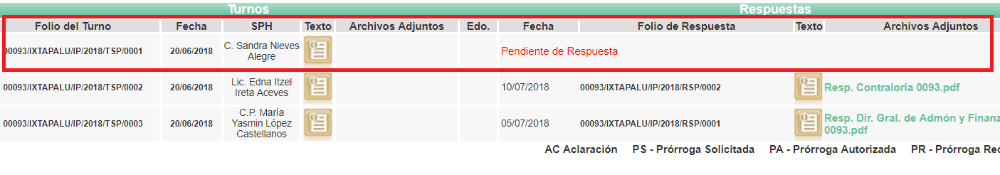 Turnos Respuestas
Folio del Turno Fecha SPH Texto Archivos Adjuntos Edo. Fecha Folio de Respuesta Texto Archivos Adjuntos
00093/IXTAPALU/IP/2018/TSP/0001 20/06/2018 C. Sandra Nieves Alegre Pendiente de Respuesta
00093/IXTAPALU/IP/2018/TSP/0002 20/06/2018 Lic. Edna Itzel Ireta Aceves 10/07/2018 00093/IXTAPALU/IP/2018/RSP/0002 Resp. Contraloria 0093.pdf
00093/IXTAPALU/IP/2018/TSP/0003 20/06/2018 C.P. María Yasmin López Castellanos 05/07/2018 00093/IXTAPALU/IP/2018/RSP/0001 Resp. Dir. Gral. de Admón y Finanz 0093.pdf
AC Aclaración PS - Prórroga Solicitada PA - Prórroga Autorizada PR - Prórroga Rec